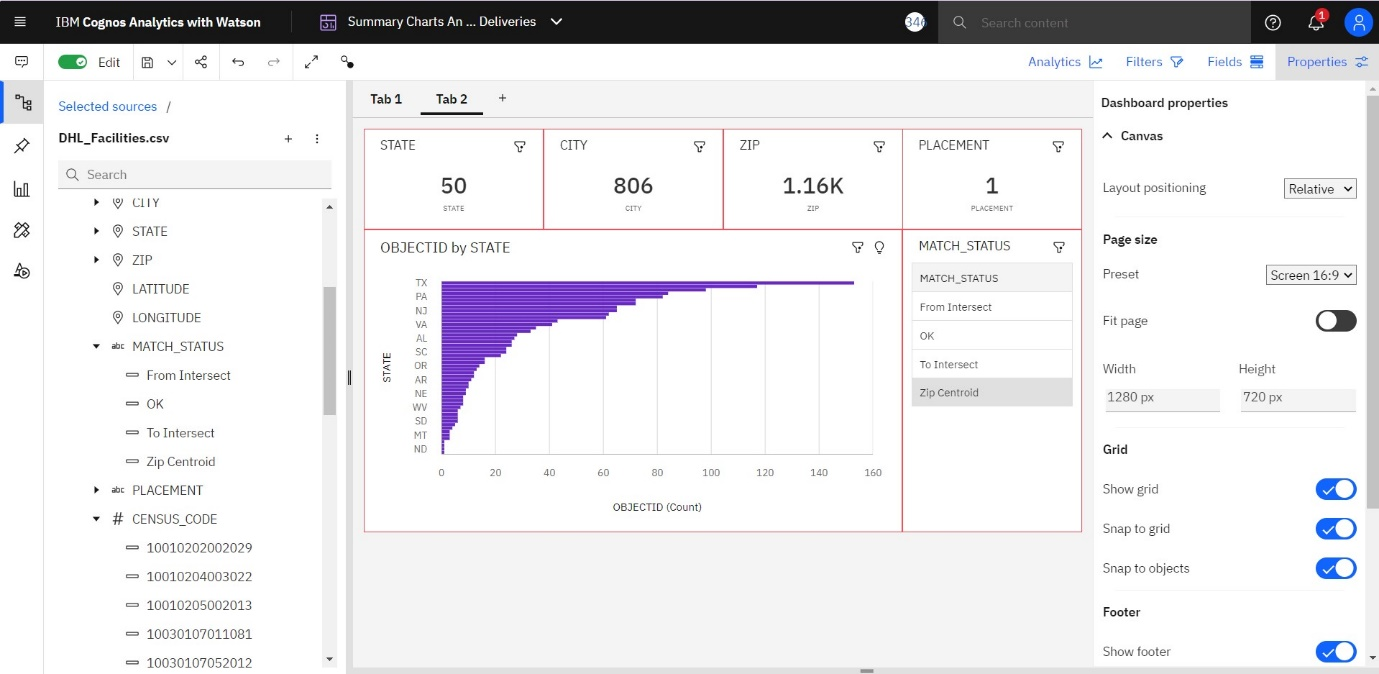 IBM Cognos Analytics with Watson
Summary Charts An ... Deliveries
346
Search content
1
Edit
Analytics
Filters
Fields
Properties
Selected sources /
DHL_Facilities.csv
Search
CITY
STATE
ZIP
LATITUDE
LONGITUDE
abc MATCH_STATUS
From Intersect
OK
To Intersect
Zip Centroid
abc PLACEMENT
# CENSUS_CODE
10010202002029
10010204003022
10010205002013
10030107011081
10030107052012
Tab 1
Tab 2
+
STATE
50
STATE
CITY
806
CITY
ZIP
1.16K
ZIP
PLACEMENT
1
PLACEMENT
OBJECTID by STATE
STATE
TX
PA
NJ
VA
AL
SC
OR
AR
NE
WV
SD
MT
ND
0 20 40 60 80 100 120 140 160
OBJECTID (Count)
MATCH_STATUS
MATCH_STATUS
From Intersect
OK
To Intersect
Zip Centroid
Dashboard properties
Canvas
Layout positioning
Relative
Page size
Preset
Screen 16:9
Fit page
Width
Height
1280 px
720 px
Grid
Show grid
Snap to grid
Snap to objects
Footer
Show footer